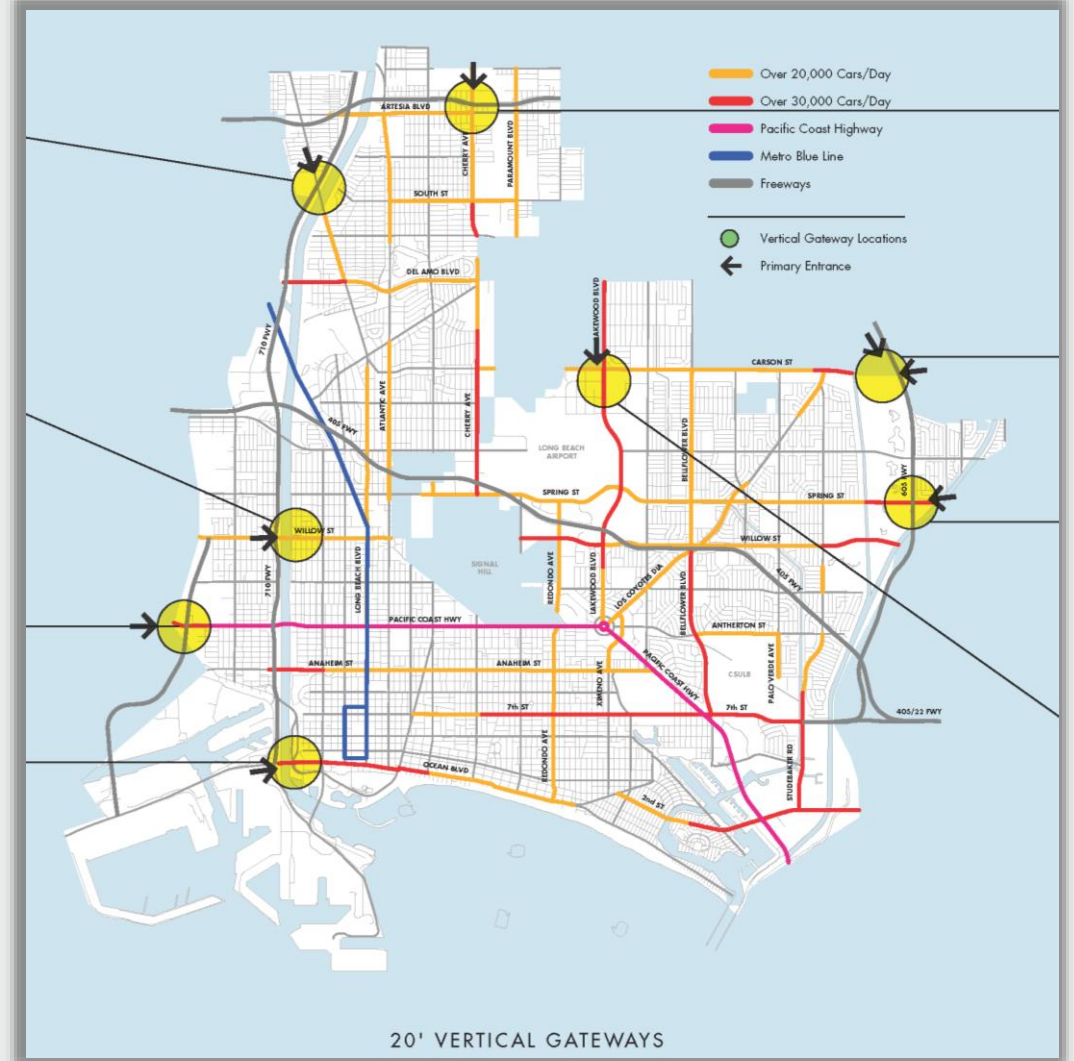 Over 20,000 Cars/Day
Over 30,000 Cars/Day
Pacific Coast Highway
Metro Blue Line
Freeways
Vertical Gateway Locations
Primary Entrance
ARTESIA BLVD
CHERRY AVE
PARAMOUNT BLVD
SOUTH ST
DEL AMO BLVD
LAKEWOOD BLVD
710 FWY
CARSON ST
ATLANTIC AVE
CHERRY AVE
405 FWY
BELLFLOWER BLVD
LONG BEACH
AIRPORT
605 FWY
SPRING ST
SPRING ST
WILLOW ST
WILLOW ST
LONG BEACH BLVD
710 FWY
SIGNAL
HILL
REDONDO AVE
LAKEWOOD BLVD
LOS COYOTES DIA
405 FWY
BELLFLOWER BLVD
PACIFIC COAST HWY
ANTHERTON ST
PACIFIC COAST HWY
PALO VERDE AVE
ANAHEIM ST
ANAHEIM ST
XIMENO AVE
CSULB
7th ST
7th ST
405/22 FWY
REDONDO AVE
STUDEBAKER RD
OCEAN BLVD
2nd ST
20' VERTICAL GATEWAYS